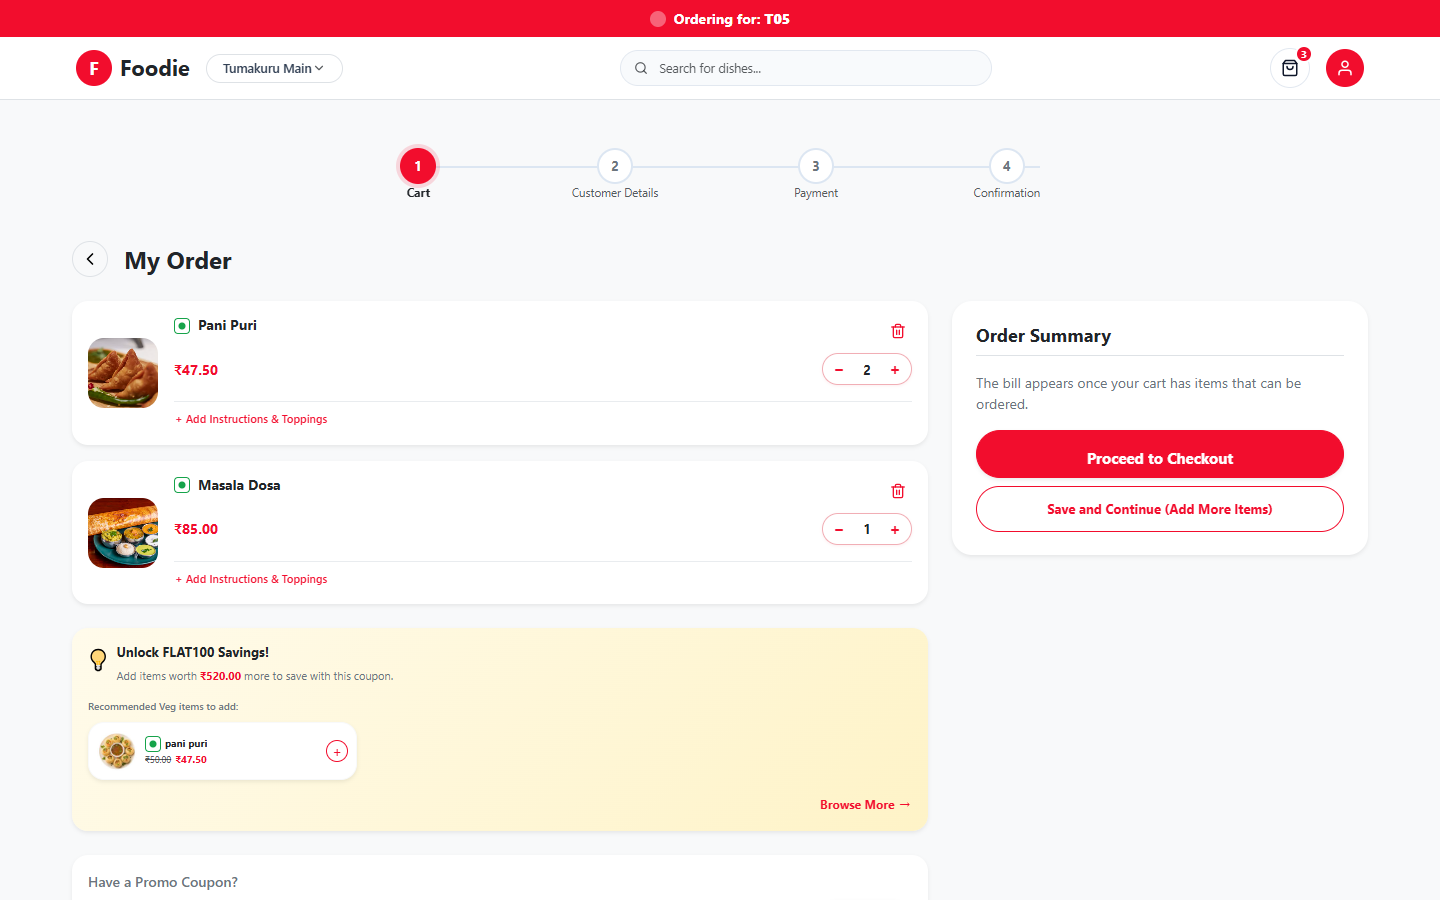 Ordering for: T05
F Foodie
Tumakuru Main
Search for dishes...
3
1
Cart
2
Customer Details
3
Payment
4
Confirmation
My Order
Pani Puri
₹47.50
− 2 +
+ Add Instructions & Toppings
Masala Dosa
₹85.00
− 1 +
+ Add Instructions & Toppings
Order Summary
The bill appears once your cart has items that can be
ordered.
Proceed to Checkout
Save and Continue (Add More Items)
Unlock FLAT100 Savings!
Add items worth ₹520.00 more to save with this coupon.
Recommended Veg items to add:
pani puri
₹50.00 ₹47.50
+
Browse More →
Have a Promo Coupon?